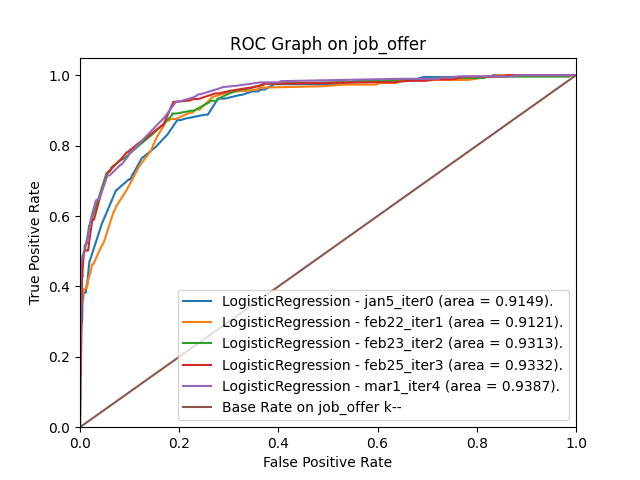 ROC Graph on job_offer
True Positive Rate
1.0
0.8
0.6
0.4
0.2
0.0
LogisticRegression - jan5_iter0 (area = 0.9149).
LogisticRegression - feb22_iter1 (area = 0.9121).
LogisticRegression - feb23_iter2 (area = 0.9313).
LogisticRegression - feb25_iter3 (area = 0.9332).
LogisticRegression - mar1_iter4 (area = 0.9387).
Base Rate on job_offer k--
0.0 0.2 0.4 0.6 0.8 1.0
False Positive Rate